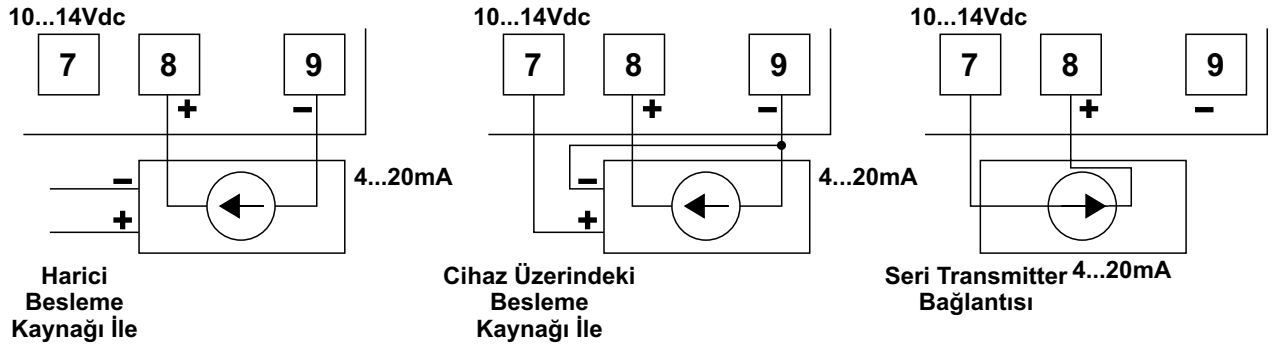 10...14Vdc
7
8
9
+
−
−
+
4...20mA
Harici
Besleme
Kaynağı İle
10...14Vdc
7
8
9
+
−
−
+
4...20mA
Cihaz Üzerindeki
Besleme
Kaynağı İle
10...14Vdc
7
8
9
+
−
4...20mA
Seri Transmitter
Bağlantısı